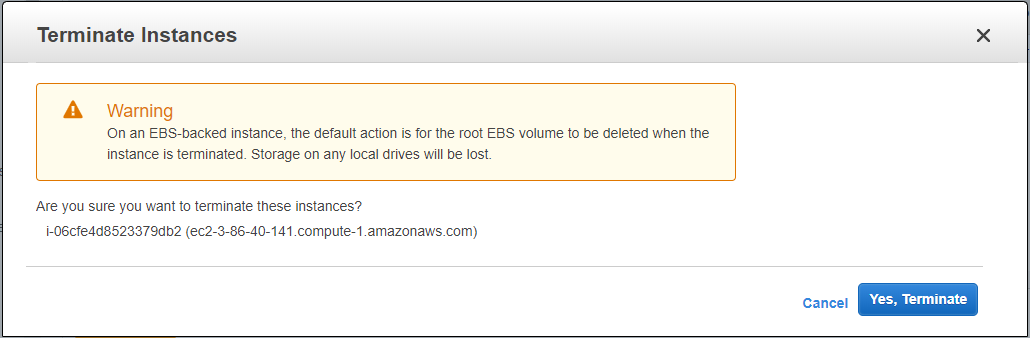 Terminate Instances
Warning
On an EBS-backed instance, the default action is for the root EBS volume to be deleted when the
instance is terminated. Storage on any local drives will be lost.
Are you sure you want to terminate these instances?
i-06cfe4d8523379db2 (ec2-3-86-40-141.compute-1.amazonaws.com)
Cancel
Yes, Terminate